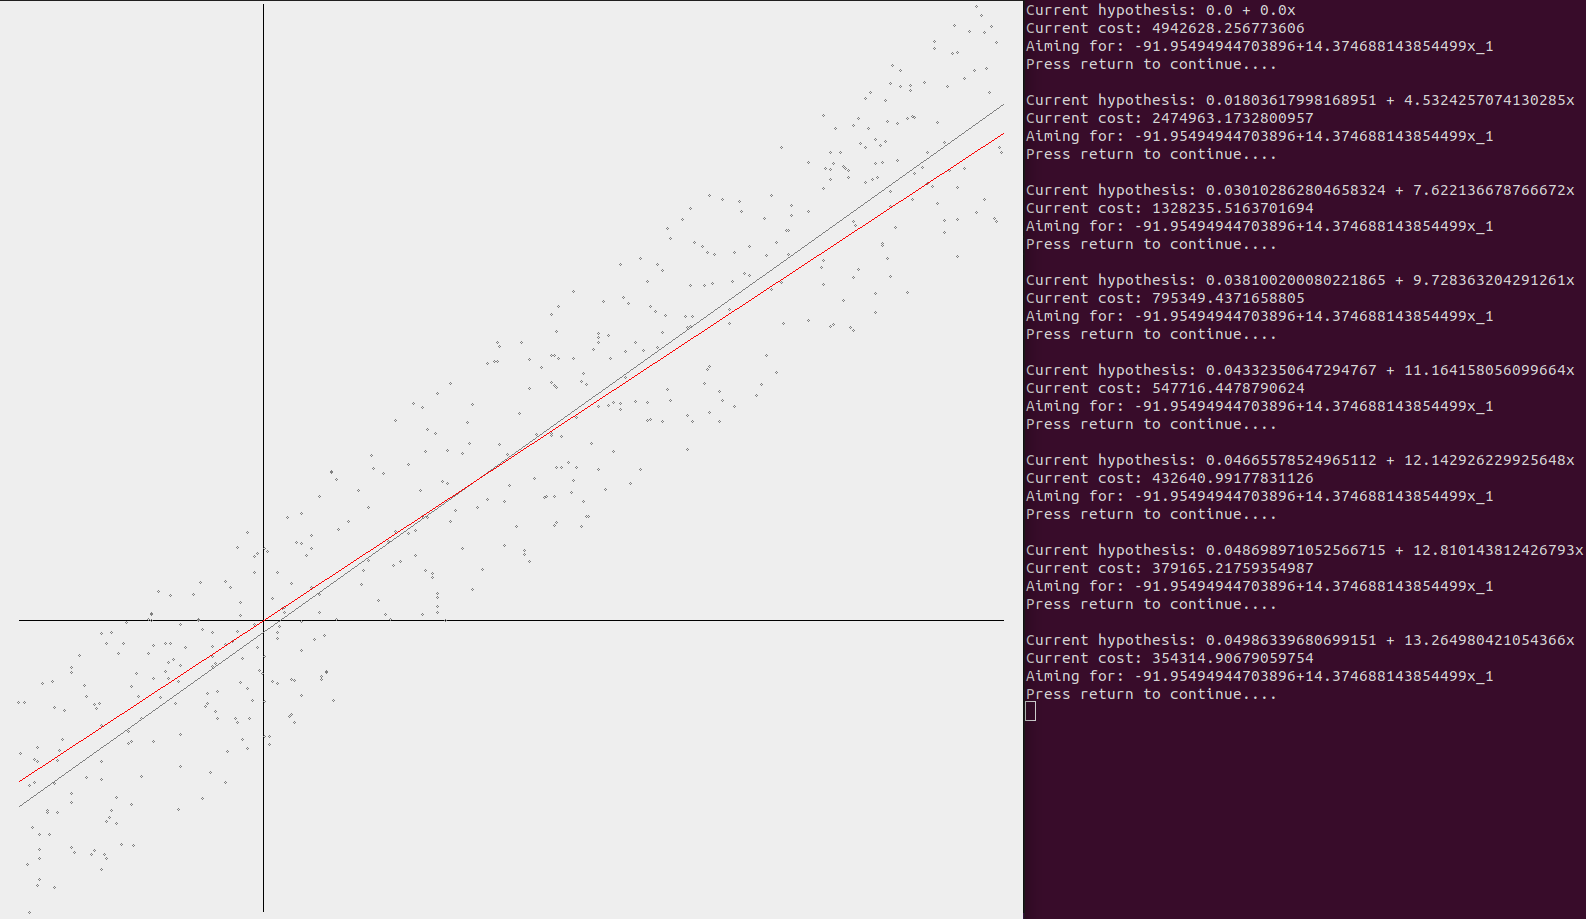 Current hypothesis: 0.0 + 0.0x
Current cost: 4942628.256773606
Aiming for: -91.95494944703896+14.374688143854499x_1
Press return to continue....
Current hypothesis: 0.01803617998168951 + 4.5324257074130285x
Current cost: 2474963.1732800957
Aiming for: -91.95494944703896+14.374688143854499x_1
Press return to continue....
Current hypothesis: 0.030102862804658324 + 7.622136678766672x
Current cost: 1328235.5163701694
Aiming for: -91.95494944703896+14.374688143854499x_1
Press return to continue....
Current hypothesis: 0.038100200080221865 + 9.728363204291261x
Current cost: 795349.4371658805
Aiming for: -91.95494944703896+14.374688143854499x_1
Press return to continue....
Current hypothesis: 0.04332350647294767 + 11.164158056099664x
Current cost: 547716.4478790624
Aiming for: -91.95494944703896+14.374688143854499x_1
Press return to continue....
Current hypothesis: 0.04665578524965112 + 12.142926229925648x
Current cost: 432640.99177831126
Aiming for: -91.95494944703896+14.374688143854499x_1
Press return to continue....
Current hypothesis: 0.048698971052566715 + 12.810143812426793x
Current cost: 379165.21759354987
Aiming for: -91.95494944703896+14.374688143854499x_1
Press return to continue....
Current hypothesis: 0.04986339680699151 + 13.264980421054366x
Current cost: 354314.90679059754
Aiming for: -91.95494944703896+14.374688143854499x_1
Press return to continue....